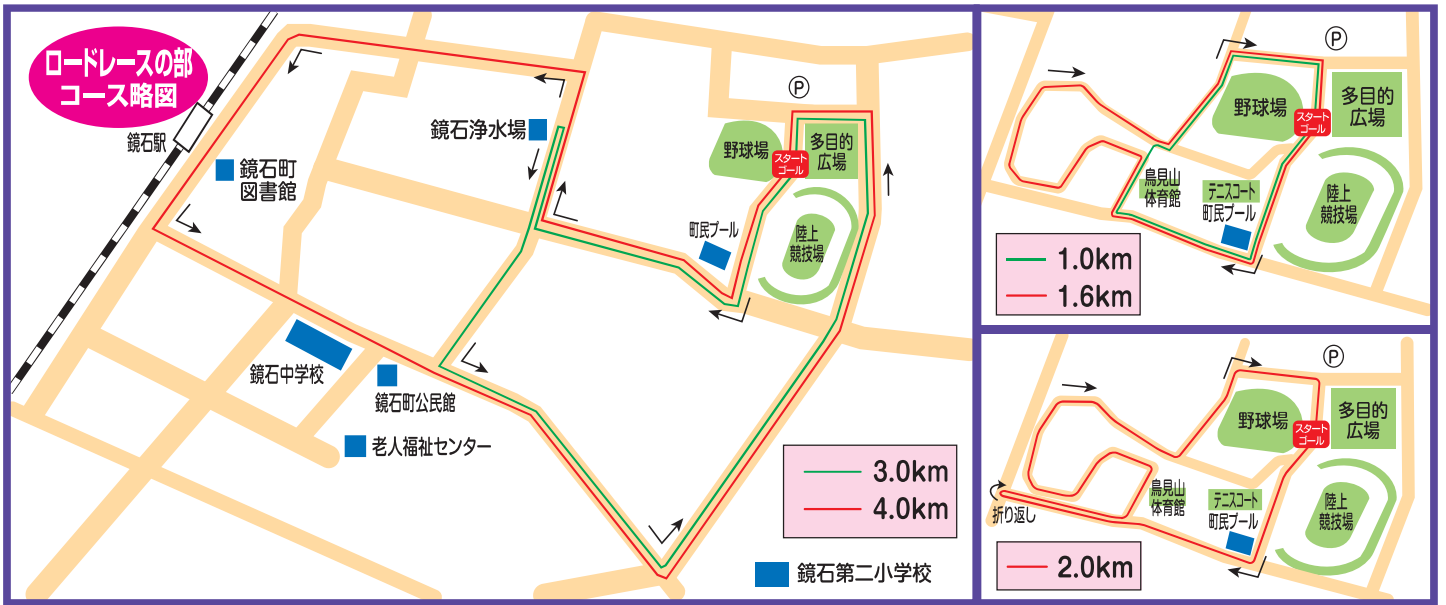 ロードレースの部
コース略図
鏡石駅
鏡石町
図書館
鏡石浄水場
P
野球場
スタート
ゴール
多目的
広場
町民プール
陸上
競技場
鏡石中学校
鏡石町公民館
老人福祉センター
3.0km
4.0km
鏡石第二小学校
P
野球場
スタート
ゴール
多目的
広場
鳥見山
体育館
テニスコート
町民プール
陸上
競技場
1.0km
1.6km
P
野球場
スタート
ゴール
多目的
広場
鳥見山
体育館
テニスコート
町民プール
陸上
競技場
折り返し
2.0km